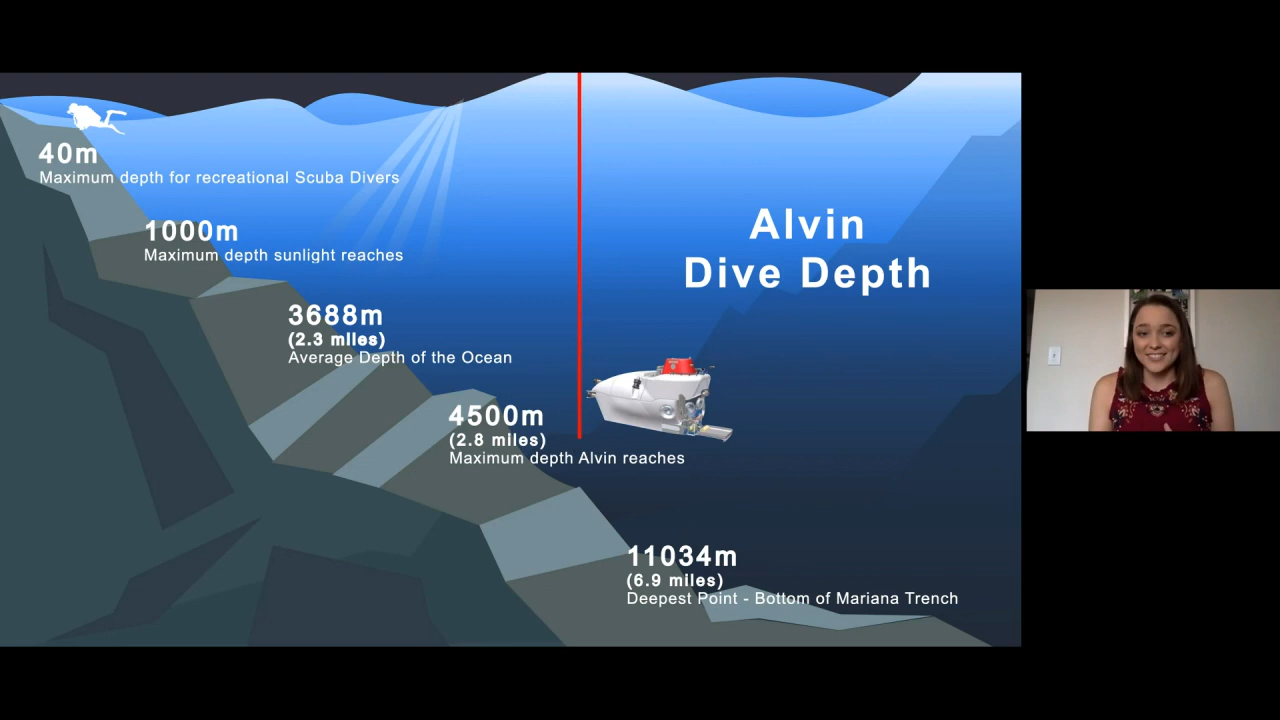 40m
Maximum depth for recreational Scuba Divers
1000m
Maximum depth sunlight reaches
Alvin
Dive Depth
3688m
(2.3 miles)
Average Depth of the Ocean
4500m
(2.8 miles)
Maximum depth Alvin reaches
11034m
(6.9 miles)
Deepest Point - Bottom of Mariana Trench